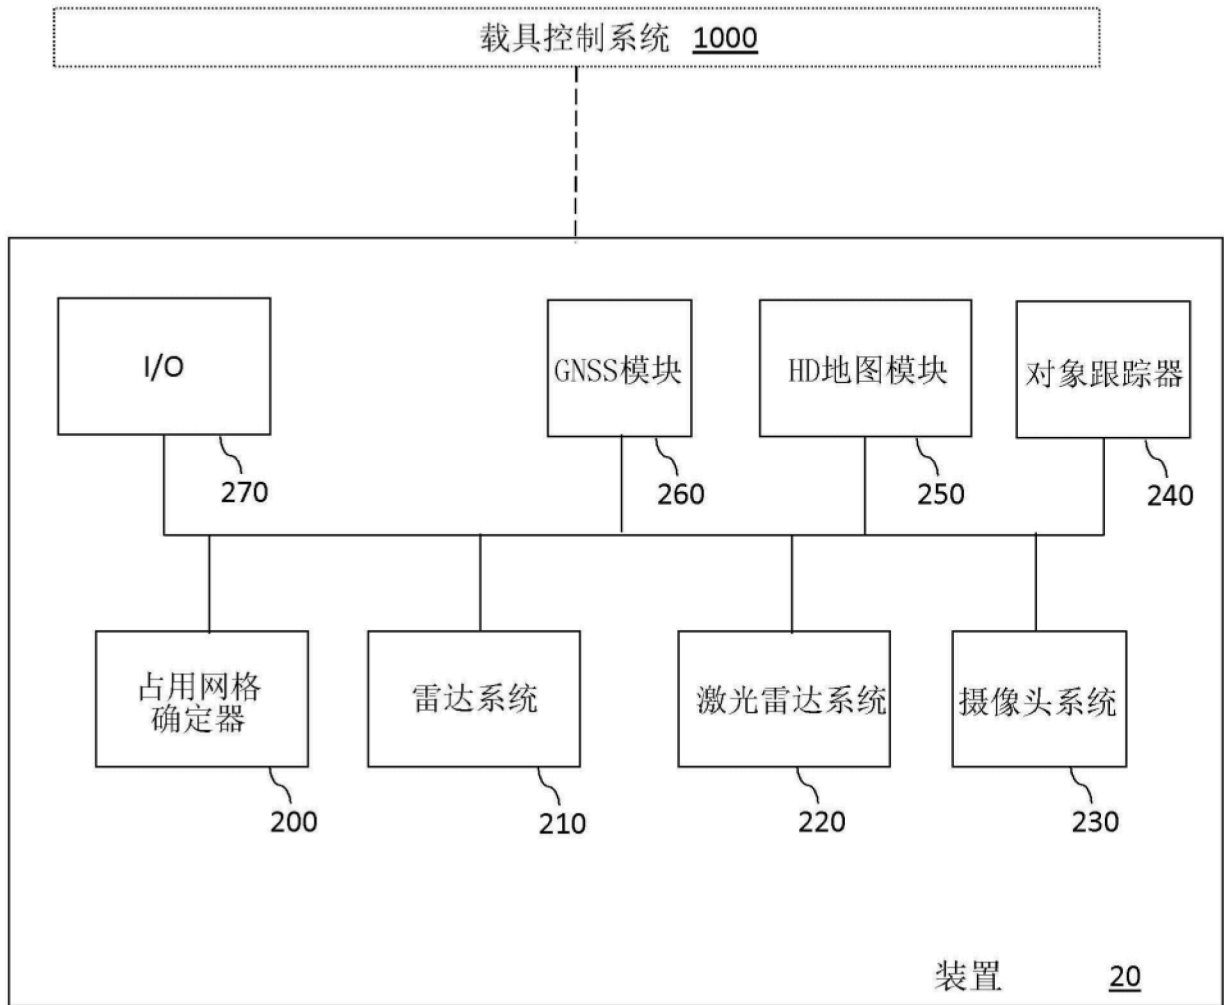 载具控制系统 1000
I/O
GNSS模块
HD地图模块
对象跟踪器
270
260
250
240
占用网格
确定器
雷达系统
激光雷达系统
摄像头系统
200
210
220
230
装置 20